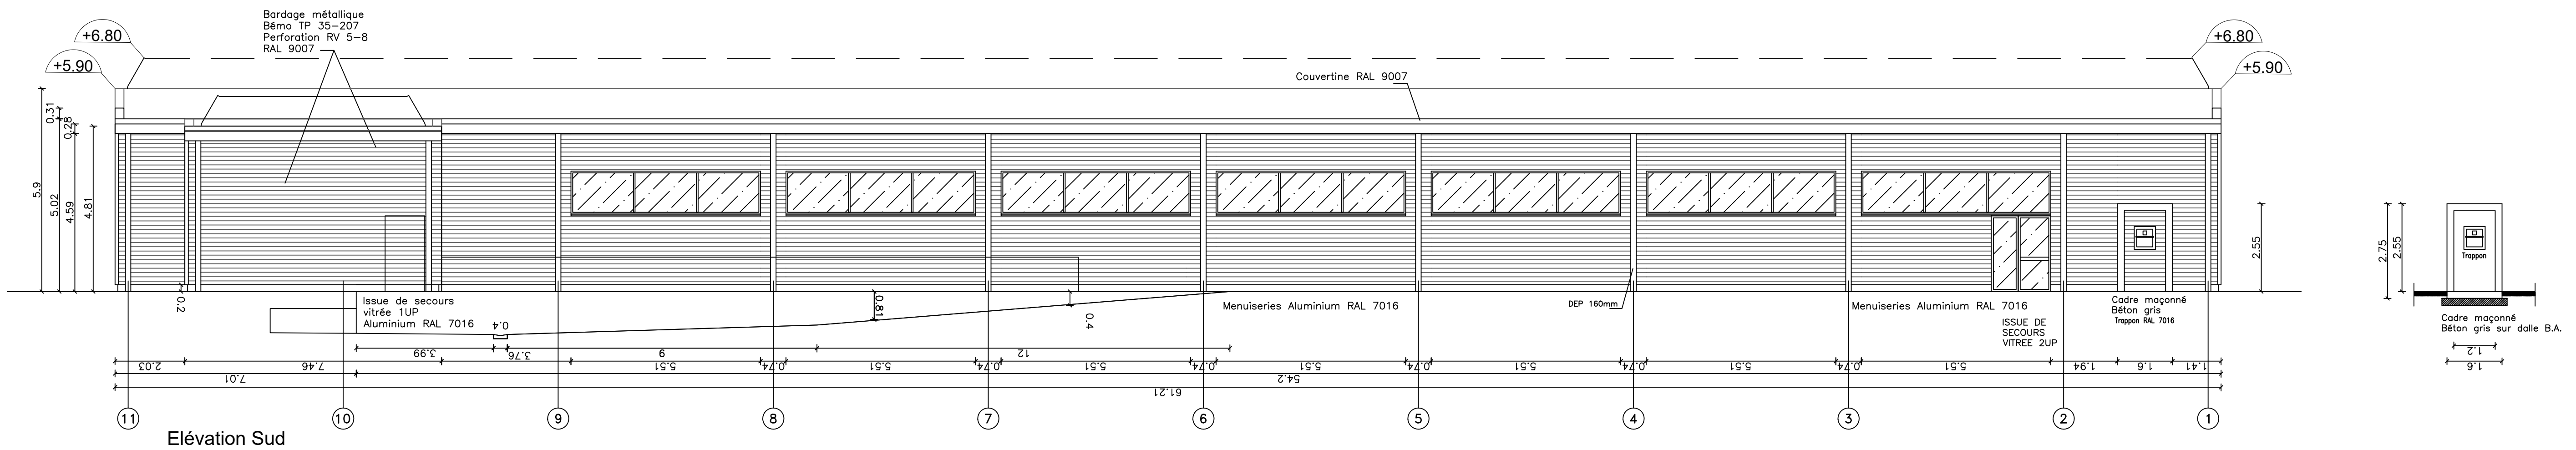 Bardage métallique
Bémo TP 35-207
Perforation RV 5-8
RAL 9007
+6.80
+5.90
+6.80
+5.90
Couvertine RAL 9007
0.31
0.28
5.9
5.02
4.59
4.81
0.2
2.55
2.75
2.55
Trappon
Issue de secours
vitrée 1UP
Aluminium RAL 7016
0.4
0.81
0.4
Menuiseries Aluminium RAL 7016
DEP 160mm
Menuiseries Aluminium RAL 7016
ISSUE DE
SECOURS
VITREE 2UP
Cadre maçonné
Béton gris
Trappon RAL 7016
Cadre maçonné
Béton gris sur dalle B.A.
1.2
1.6
3.99
3.76
9
12
2.03
7.46
5.51
0.74
5.51
0.74
5.51
0.74
5.51
0.74
5.51
0.74
5.51
0.74
5.51
1.94
1.6
1.41
7.01
54.2
61.21
11
10
9
8
7
6
5
4
3
2
1
Elévation Sud